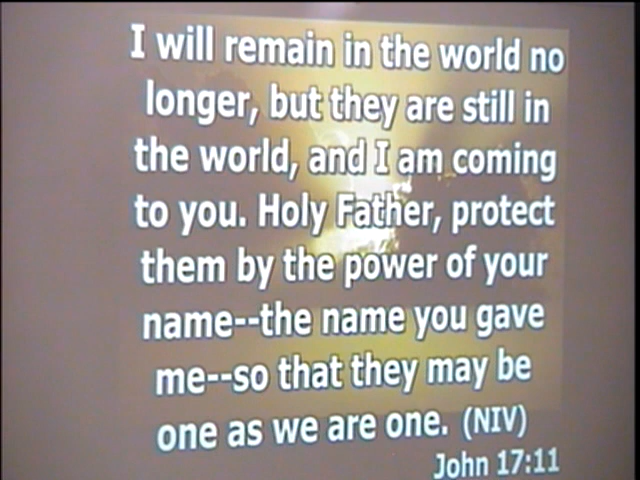 I will remain in the world no
longer, but they are still in
the world, and I am coming
to you. Holy Father, protect
them by the power of your
name--the name you gave
me--so that they may be
one as we are one. (NIV)
John 17:11